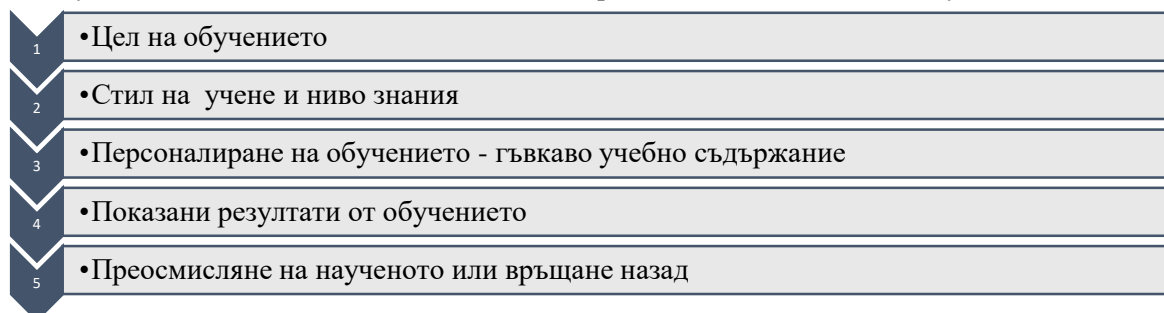 1
•Цел на обучението
2
•Стил на учене и ниво знания
3
•Персоналиране на обучението - гъвкаво учебно съдържание
4
•Показани резултати от обучението
5
•Преосмисляне на наученото или връщане назад